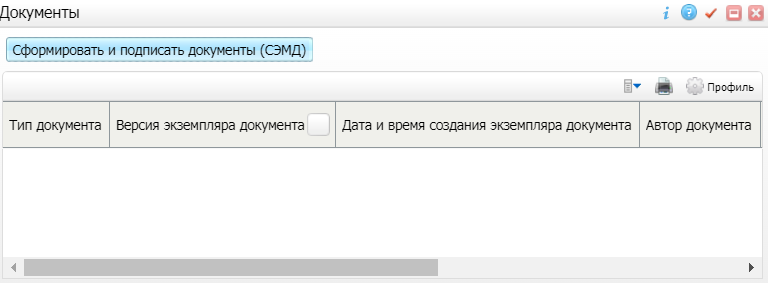 Документы
Сформировать и подписать документы (СЭМД)
Профиль
Тип документа Версия экземпляра документа Дата и время создания экземпляра документа Автор документа